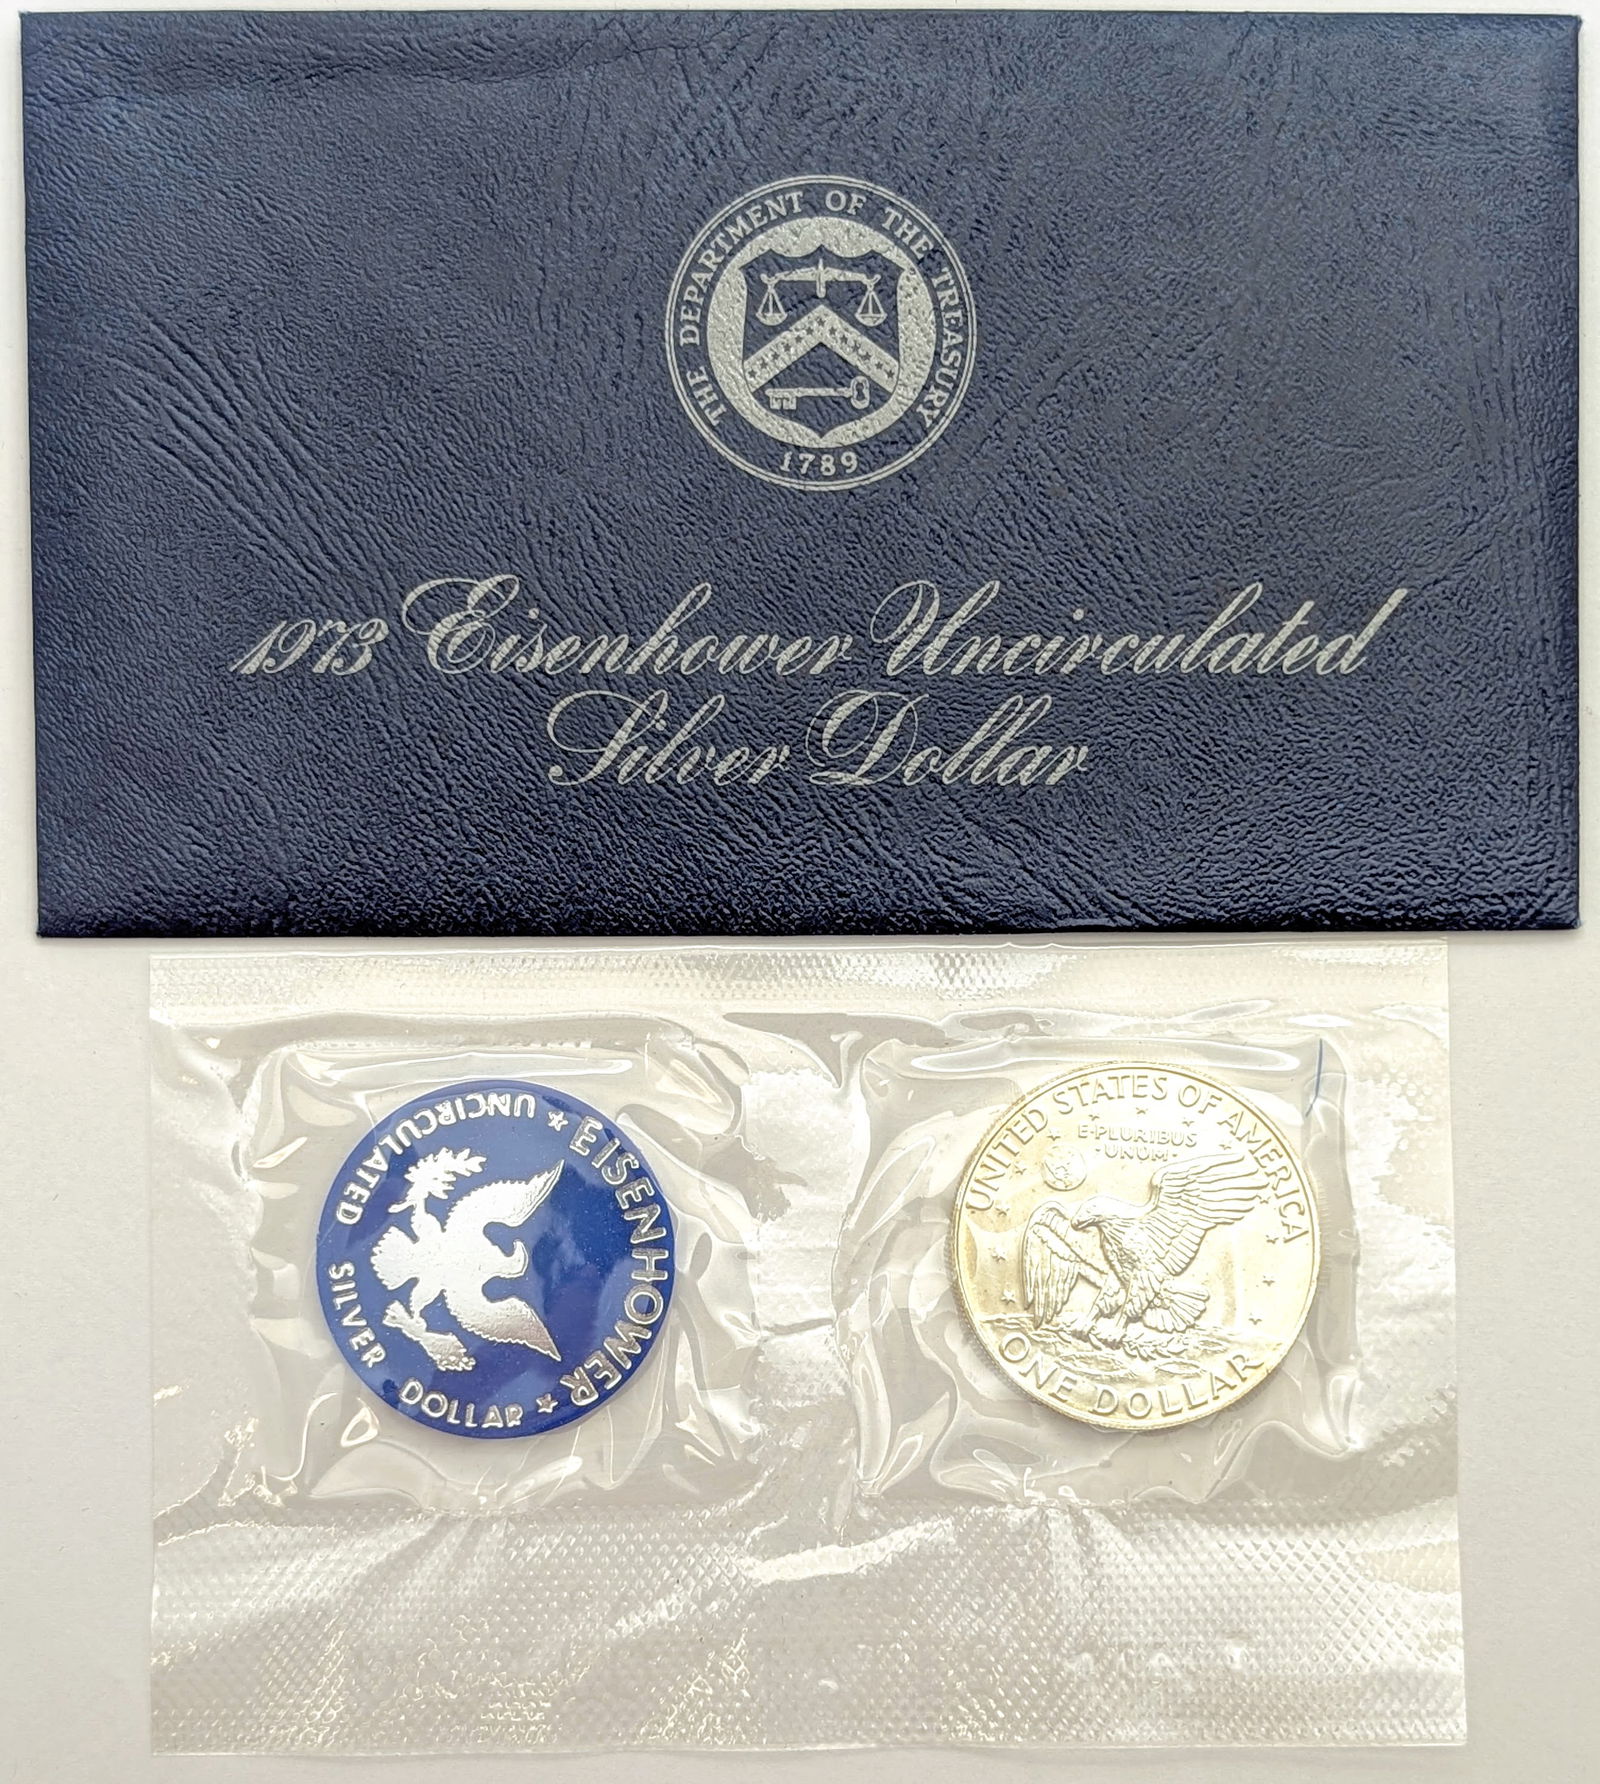 THE DEPARTMENT OF THE TREASURY
1789
1973 Eisenhower Uncirculated
Silver Dollar
EISENHOWER
★ UNCIRCULATED SILVER DOLLAR ★
UNITED STATES OF AMERICA
E·PLURIBUS
·UNUM·
ONE DOLLAR